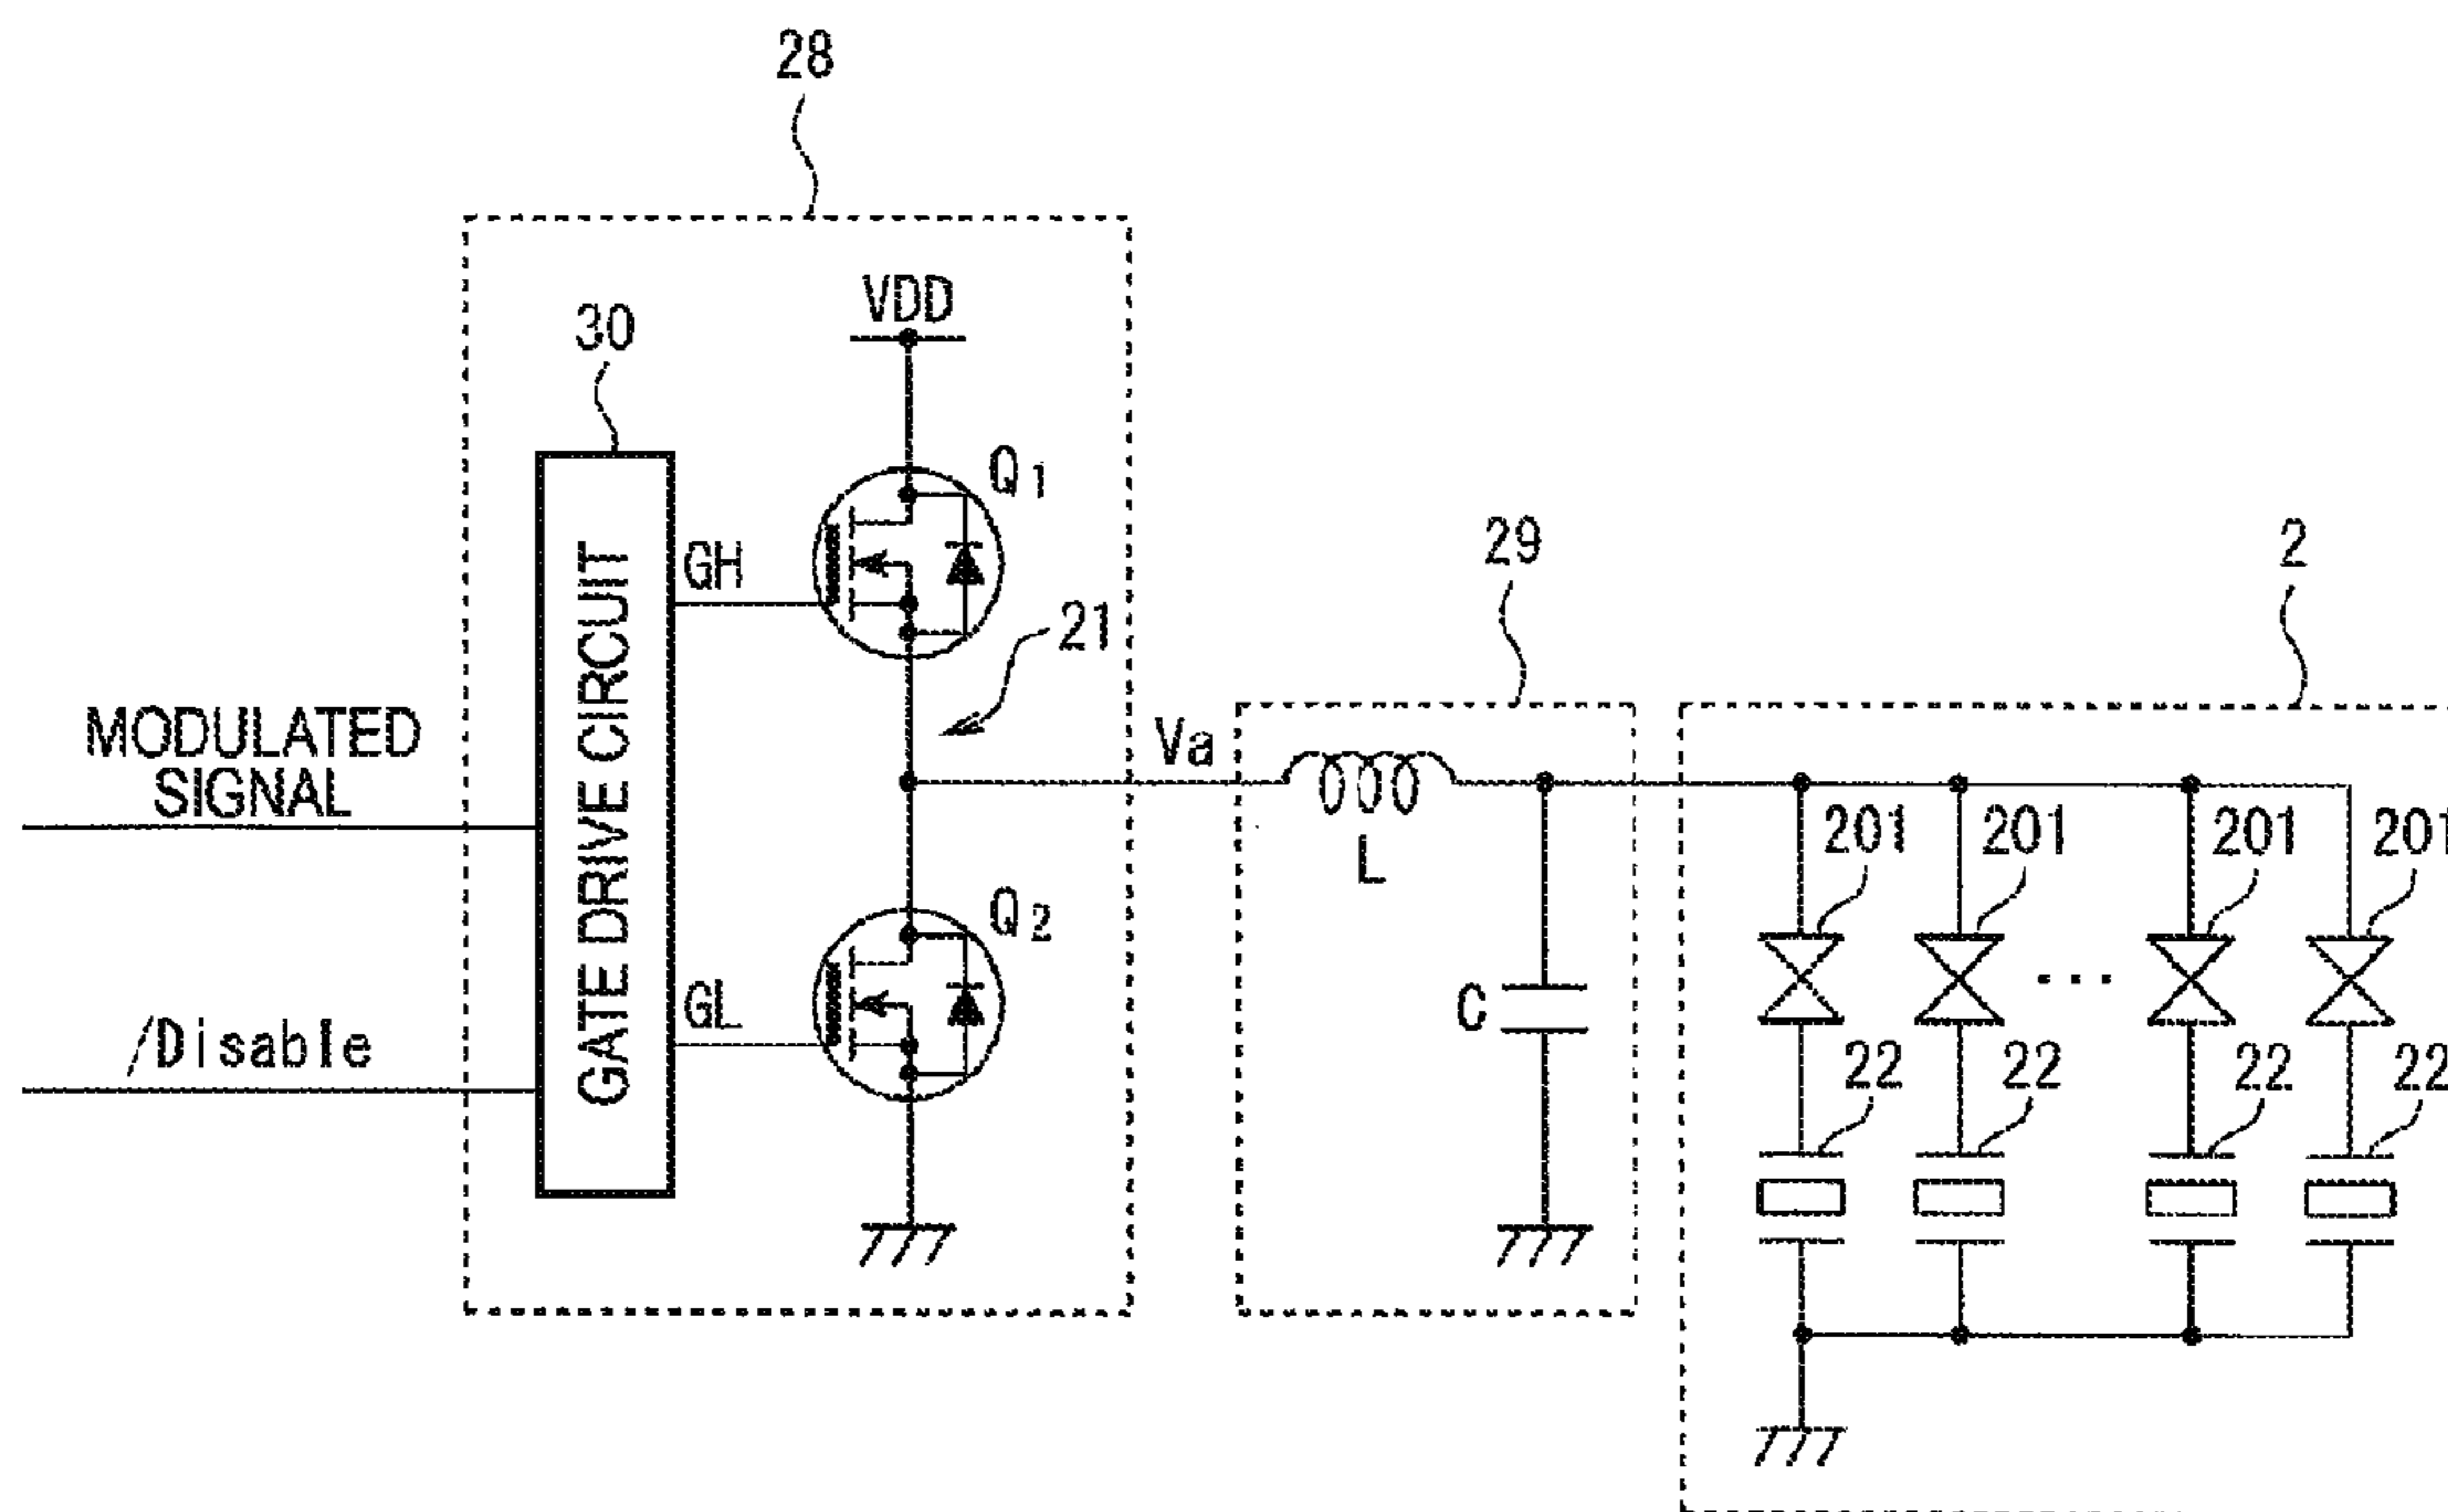 28
VDD
30
Q1
GH
21
29
2
MODULATED
SIGNAL
GATE DRIVE CIRCUIT
Va
L
201
201
201
201
Q2
GL
C
/Disable
22
22
...
22
22